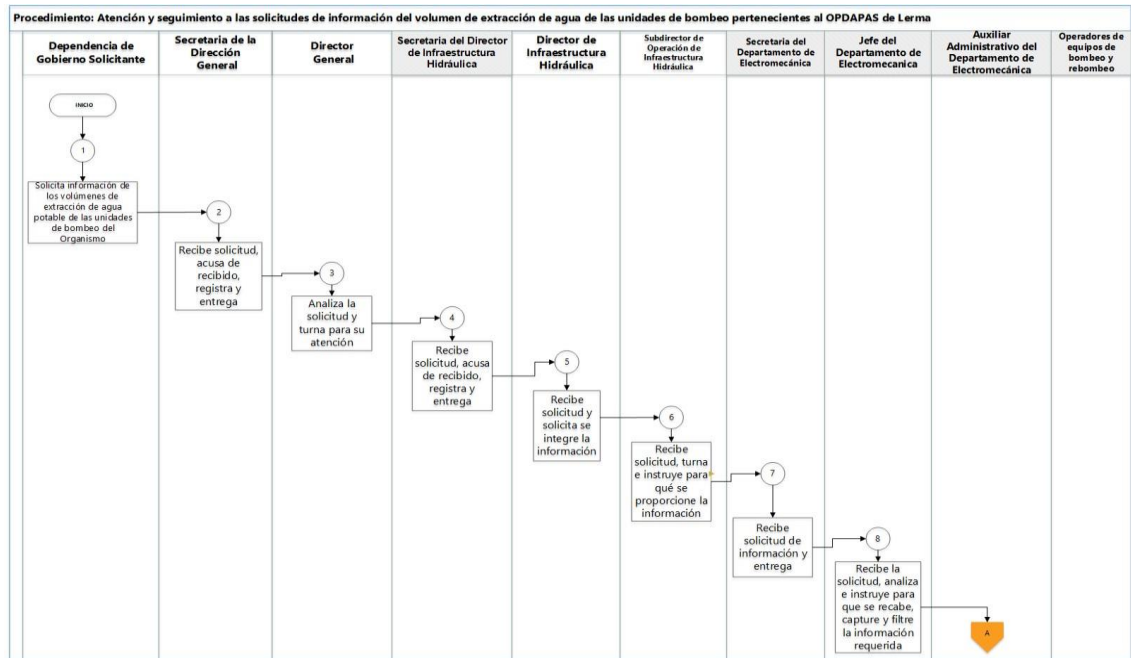 Procedimiento: Atención y seguimiento a las solicitudes de información del volumen de extracción de agua de las unidades de bombeo pertenecientes al OPDAPAS de Lerma
Dependencia de
Gobierno Solicitante
Secretaria de la
Dirección
General
Director
General
Secretaria del Director
de Infraestructura
Hidráulica
Director de
Infraestructura
Hidráulica
Subdirector de
Operación de
Infraestructura
Hidráulica
Secretaria del
Departamento de
Electromecánica
Jefe del
Departamento de
Electromecanica
Auxiliar
Administrativo del
Departamento de
Electromecánica
Operadores de
equipos de
bombeo y
rebombeo
INICIO
1
Solicita información de
los volúmenes de
extracción de agua
potable de las unidades
de bombeo del
Organismo
2
Recibe solicitud,
acusa de
recibido,
registra y
entrega
3
Analiza la
solicitud y
turna para su
atención
4
Recibe
solicitud, acusa
de recibido,
registra y
entrega
5
Recibe
solicitud y
solicita se
integre la
información
6
Recibe
solicitud, turna
e instruye para
qué se
proporcione la
información
7
Recibe
solicitud de
información y
entrega
8
Recibe la
solicitud, analiza
e instruye para
que se recabe,
capture y filtre
la información
requerida
A